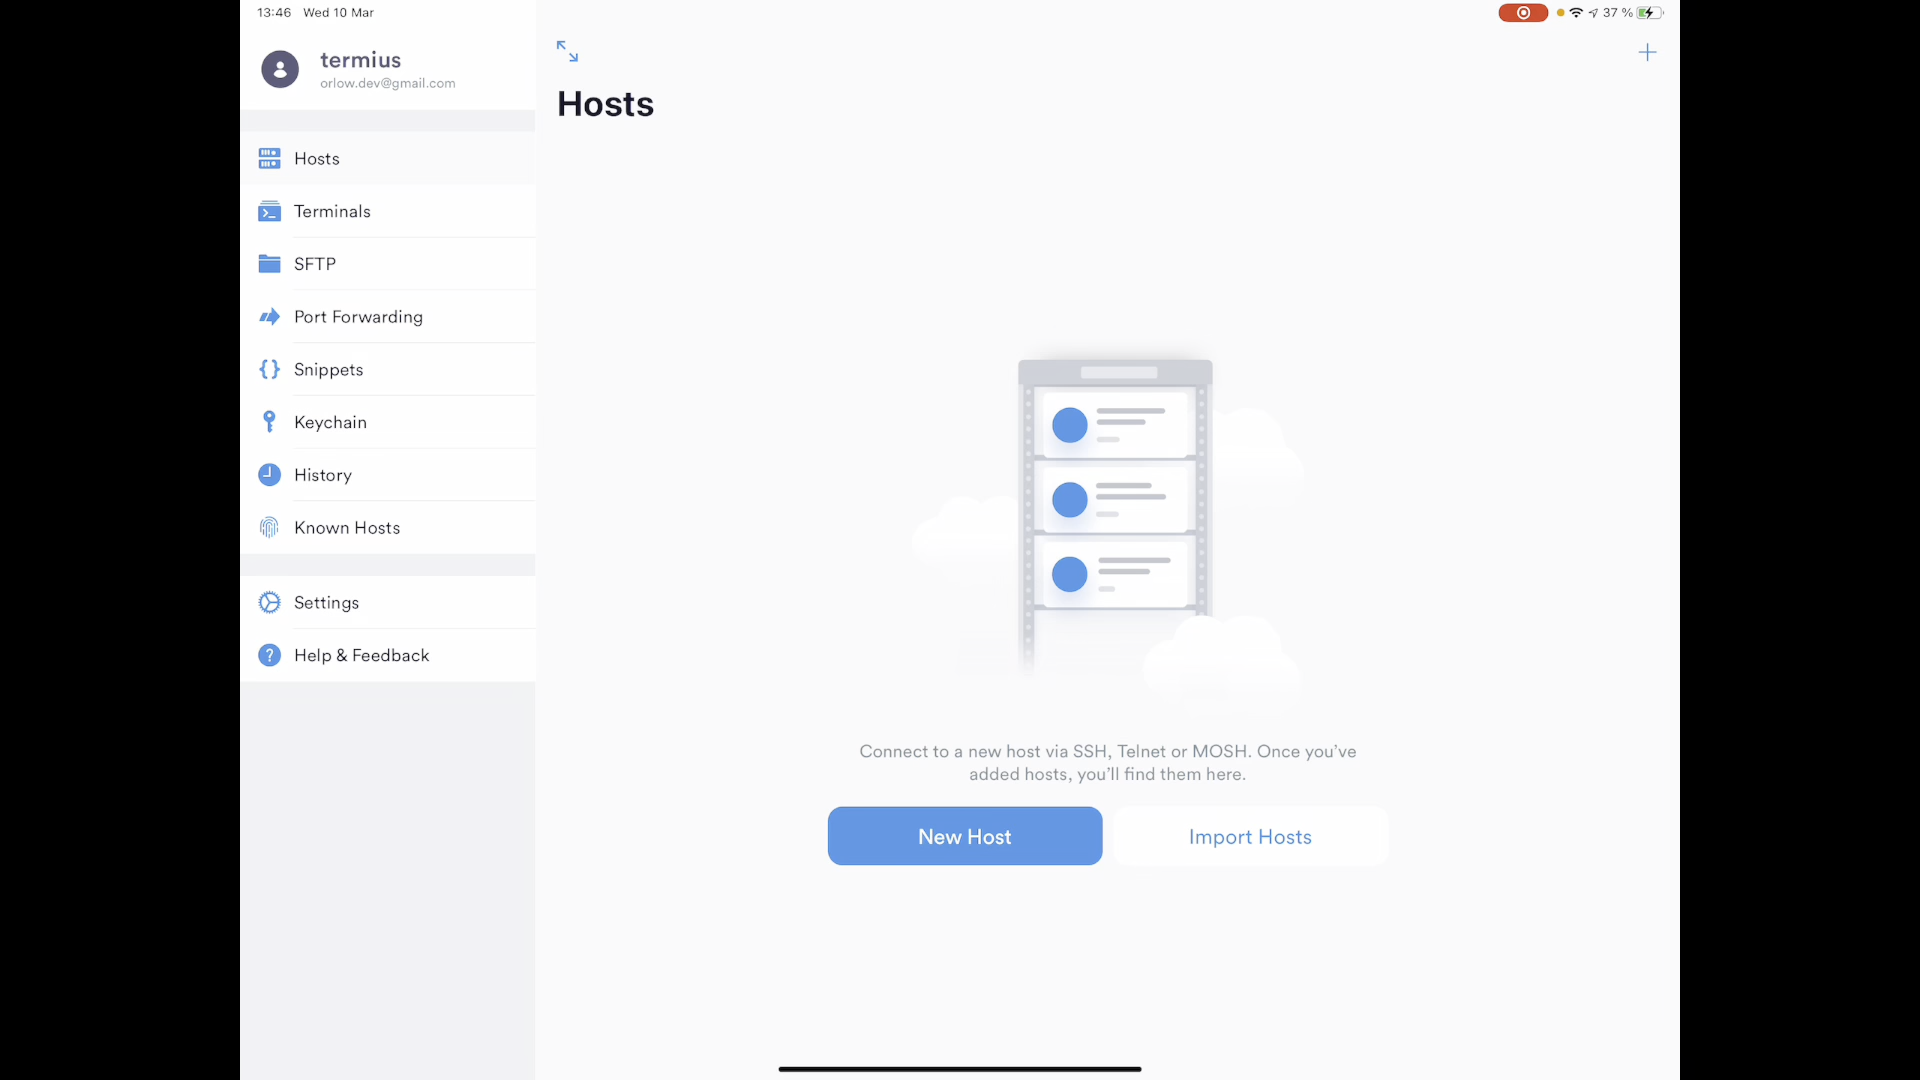 13:46 Wed 10 Mar
37 %
termius
orlow.dev@gmail.com
Hosts
Terminals
SFTP
Port Forwarding
Snippets
Keychain
History
Known Hosts
Settings
Help & Feedback
Hosts
Connect to a new host via SSH, Telnet or MOSH. Once you’ve
added hosts, you’ll find them here.
New Host
Import Hosts